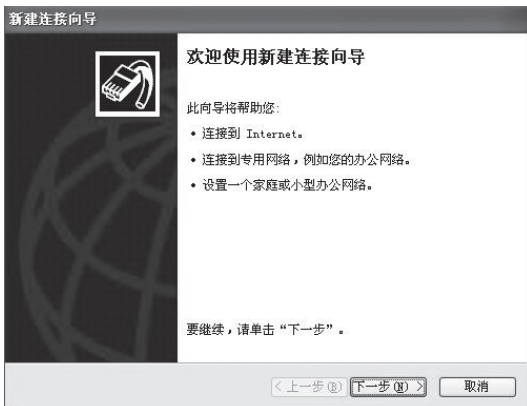 新建连接向导
欢迎使用新建连接向导
此向导将帮助您:
• 连接到 Internet。
• 连接到专用网络，例如您的办公网络。
• 设置一个家庭或小型办公网络。
要继续，请单击“下一步”。
< 上一步(B) 下一步(N) > 取消